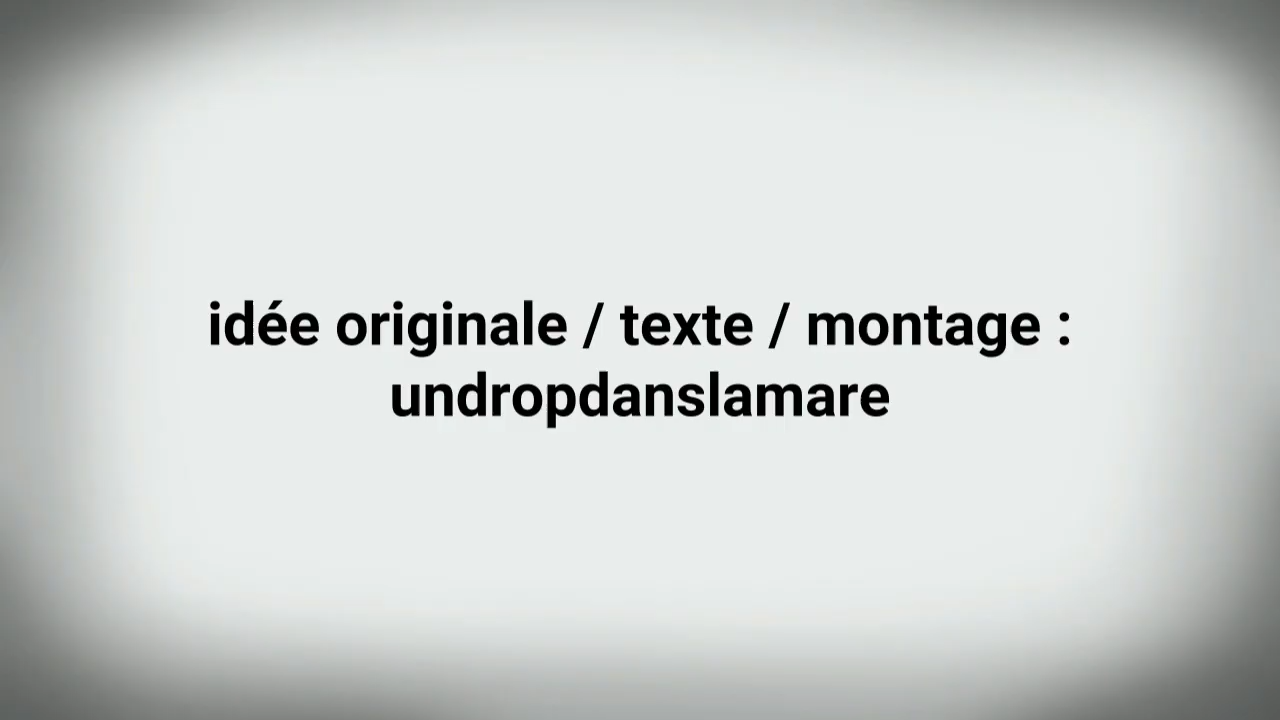 idée originale / texte / montage :
undropdanslamare